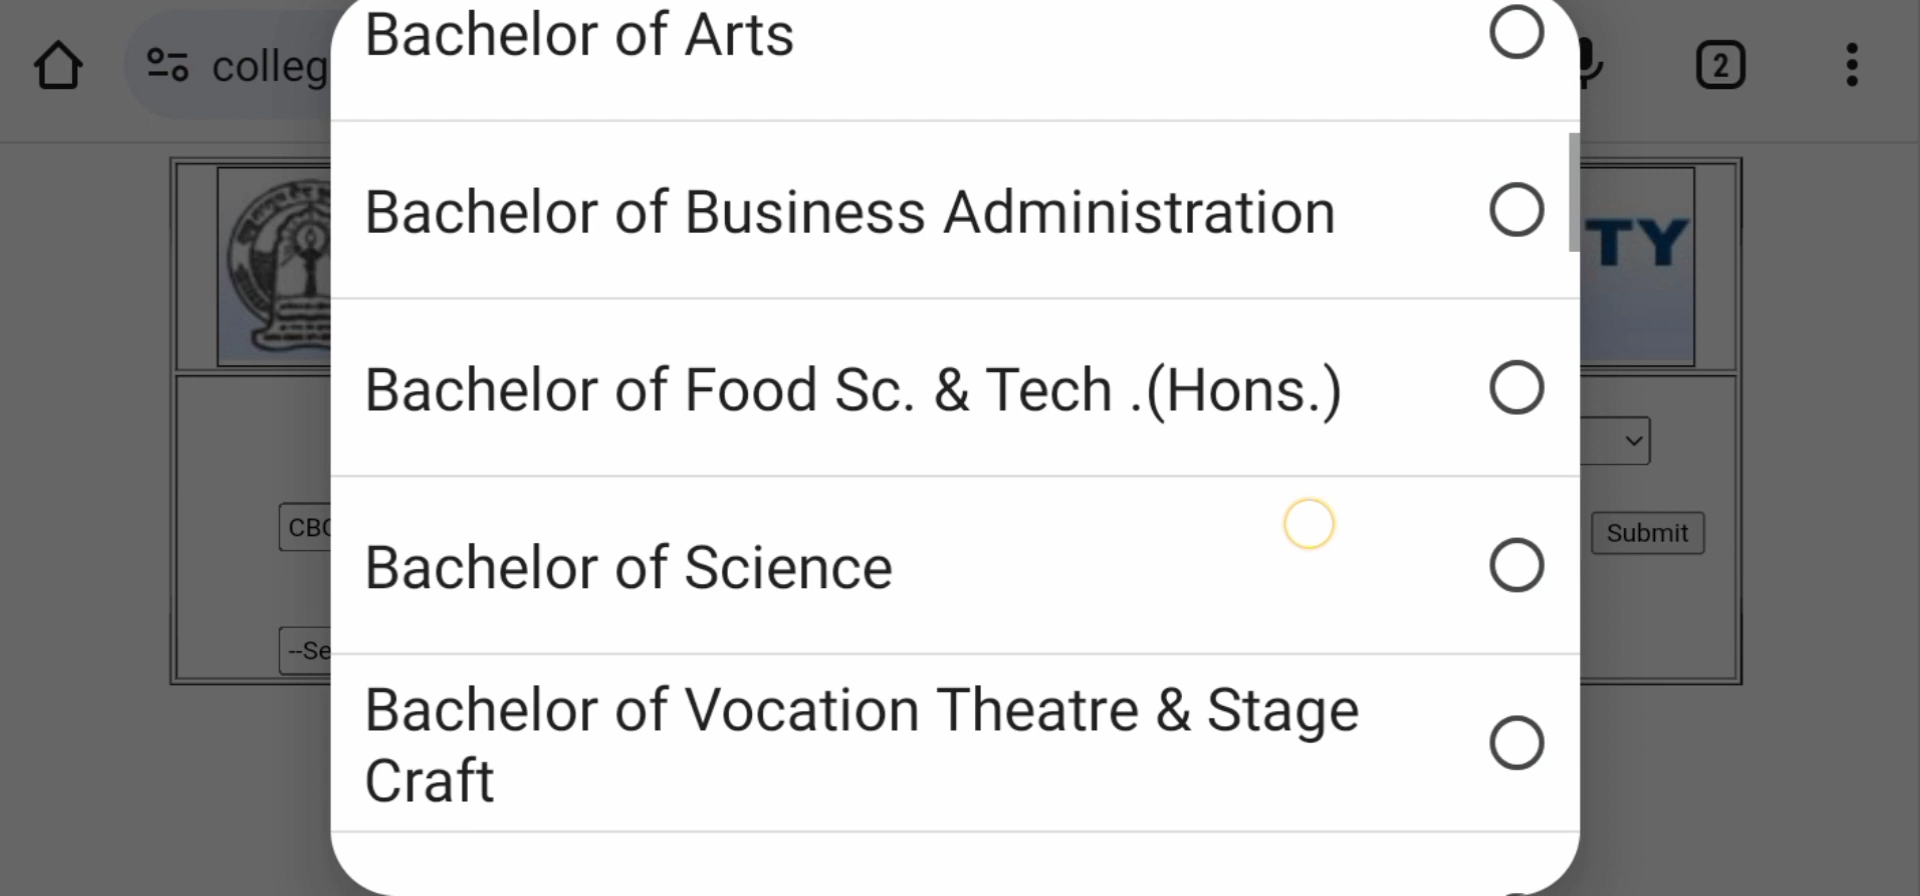 Bachelor of Arts
colleg
2
Bachelor of Business Administration
TY
Bachelor of Food Sc. & Tech .(Hons.)
CBC
Submit
Bachelor of Science
--Se
Bachelor of Vocation Theatre & Stage
Craft